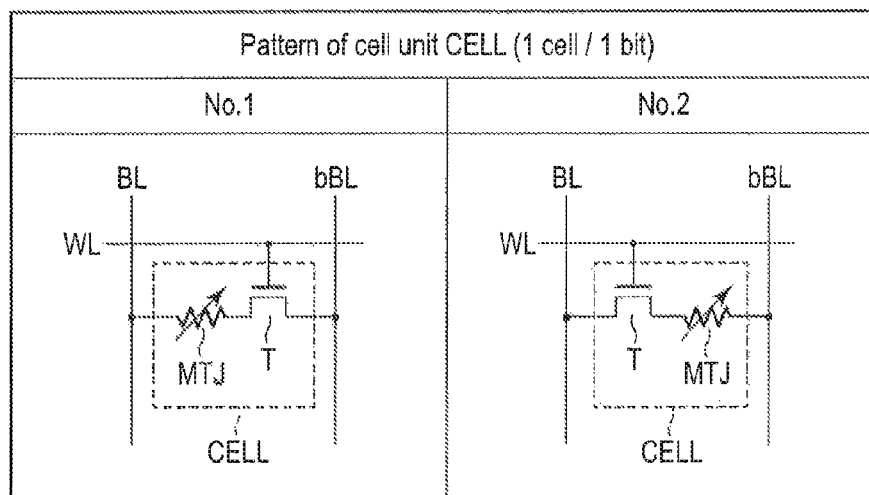 Pattern of cell unit CELL (1 cell / 1 bit)
No.1
No.2
BL
bBL
BL
bBL
WL
WL
T
MTJ
T
MTJ
CELL
CELL